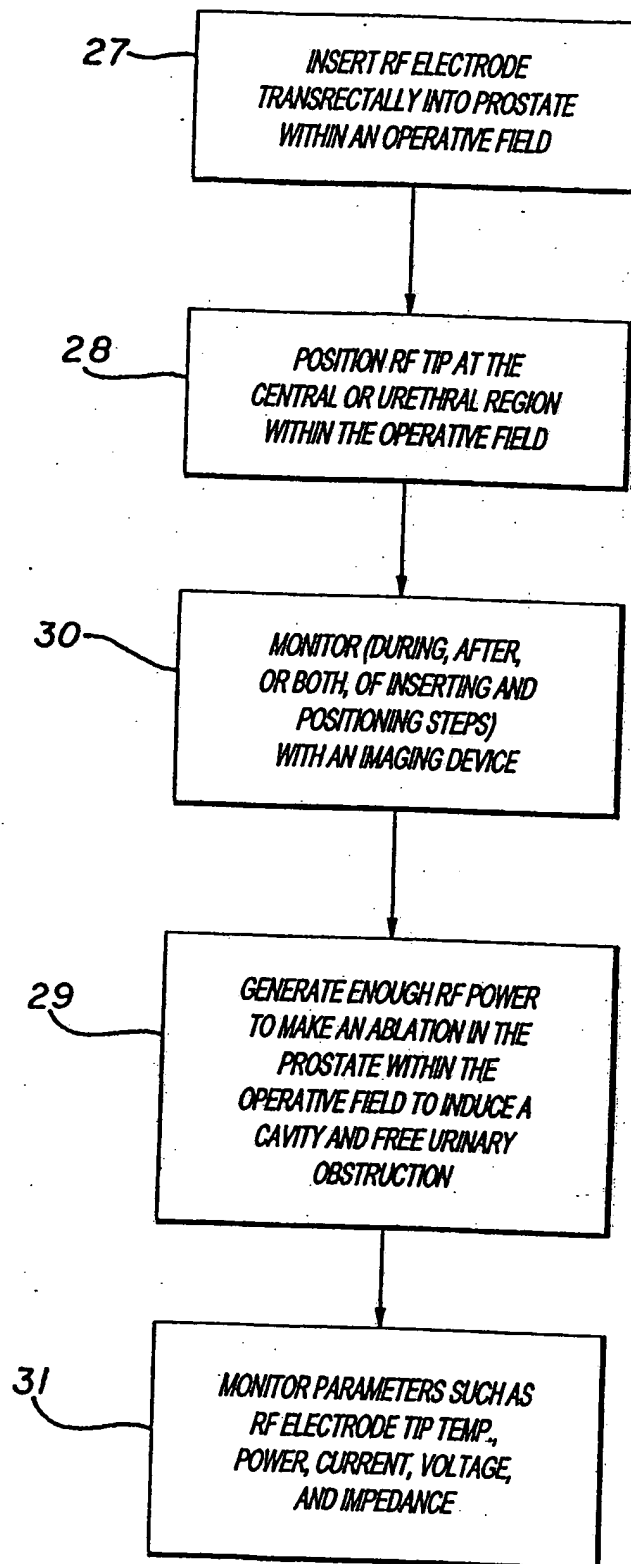 27
INSERT RF ELECTRODE
TRANSRECTALLY INTO PROSTATE
WITHIN AN OPERATIVE FIELD
28
POSITION RF TIP AT THE
CENTRAL OR URETHRAL REGION
WITHIN THE OPERATIVE FIELD
30
MONITOR (DURING, AFTER,
OR BOTH, OF INSERTING AND
POSITIONING STEPS)
WITH AN IMAGING DEVICE
29
GENERATE ENOUGH RF POWER
TO MAKE AN ABLATION IN THE
PROSTATE WITHIN THE
OPERATIVE FIELD TO INDUCE A
CAVITY AND FREE URINARY
OBSTRUCTION
31
MONITOR PARAMETERS SUCH AS
RF ELECTRODE TIP TEMP.,
POWER, CURRENT, VOLTAGE,
AND IMPEDANCE